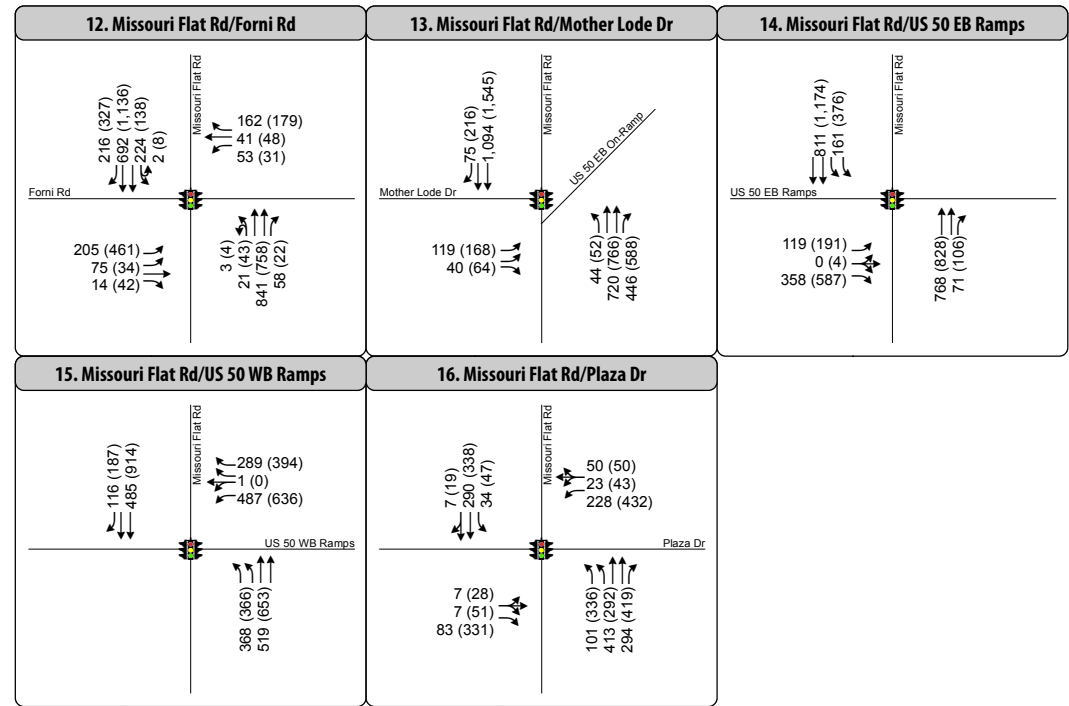 12. Missouri Flat Rd/Forni Rd
216 (327)
692 (1,136)
224 (138)
2 (8)
Missouri Flat Rd
162 (179)
41 (48)
53 (31)
Forni Rd
205 (461)
75 (34)
14 (42)
3 (4)
21 (43)
841 (758)
58 (22)
13. Missouri Flat Rd/Mother Lode Dr
75 (216)
1,094 (1,545)
Missouri Flat Rd
US 50 EB On-Ramp
Mother Lode Dr
119 (168)
40 (64)
44 (52)
720 (766)
446 (588)
14. Missouri Flat Rd/US 50 EB Ramps
811 (1,174)
161 (376)
Missouri Flat Rd
US 50 EB Ramps
119 (191)
0 (4)
358 (587)
768 (828)
71 (106)
15. Missouri Flat Rd/US 50 WB Ramps
116 (187)
485 (914)
Missouri Flat Rd
289 (394)
1 (0)
487 (636)
US 50 WB Ramps
368 (366)
519 (653)
16. Missouri Flat Rd/Plaza Dr
7 (19)
290 (338)
34 (47)
Missouri Flat Rd
50 (50)
23 (43)
228 (432)
Plaza Dr
7 (28)
7 (51)
83 (331)
101 (336)
413 (292)
294 (419)